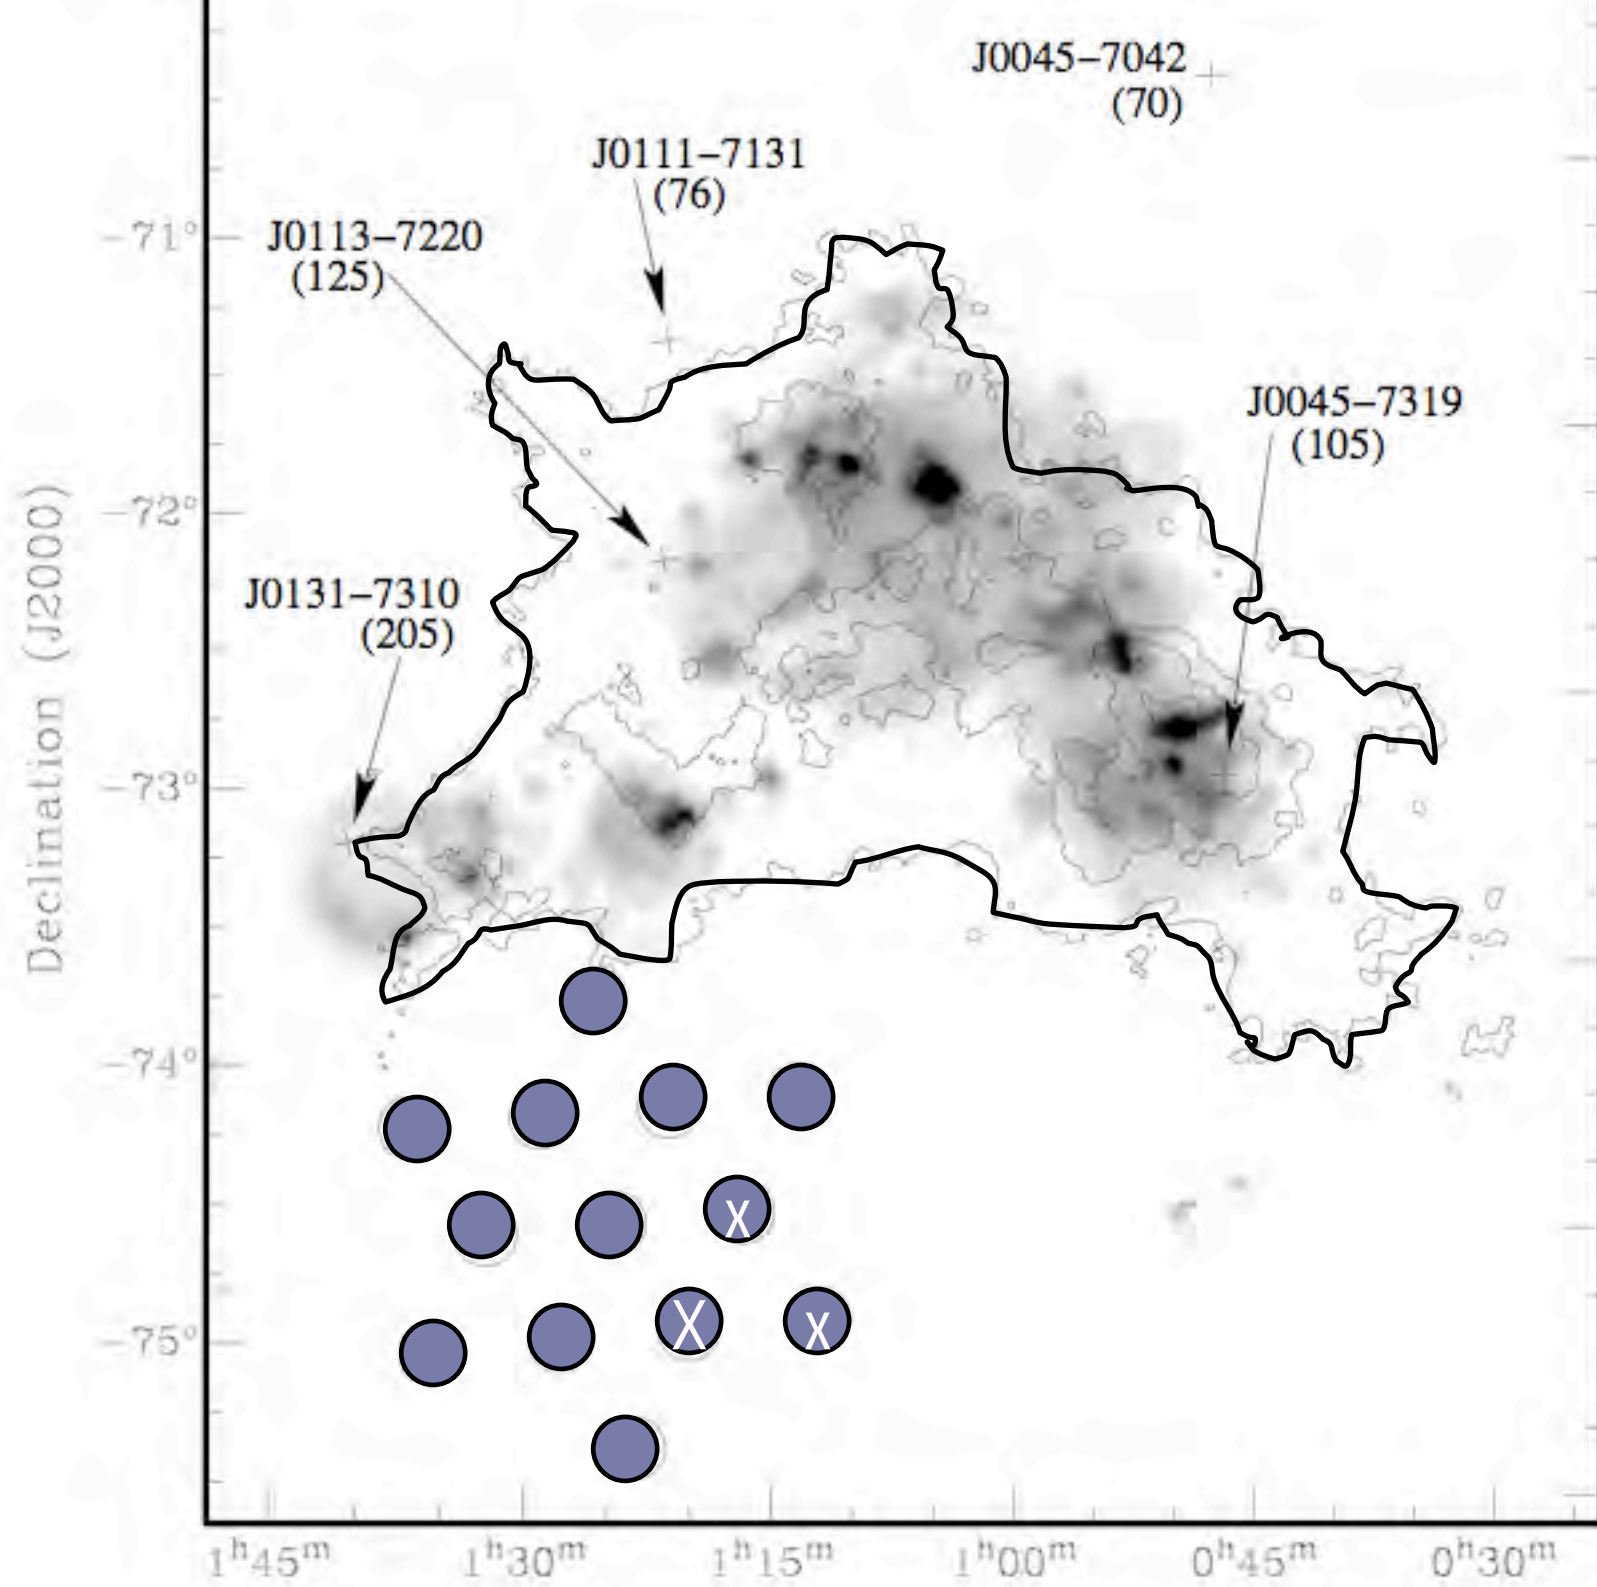 J0045−7042
(70)
J0111−7131
(76)
J0113−7220
(125)
−71°
J0045−7319
(105)
−72°
J0131−7310
(205)
Declination (J2000)
−73°
−74°
X
X
X
−75°
1ʰ45ᵐ 1ʰ30ᵐ 1ʰ15ᵐ 1ʰ00ᵐ 0ʰ45ᵐ 0ʰ30ᵐ